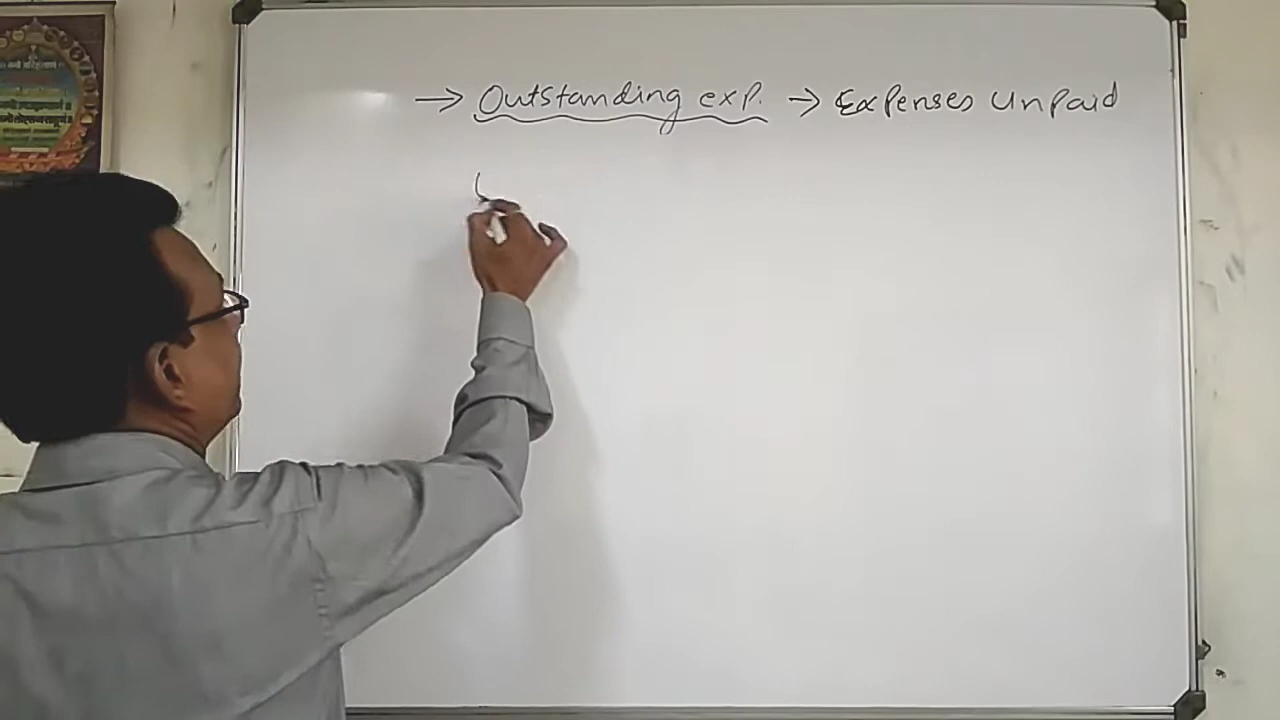 → Outstanding exp. → Expenses Unpaid